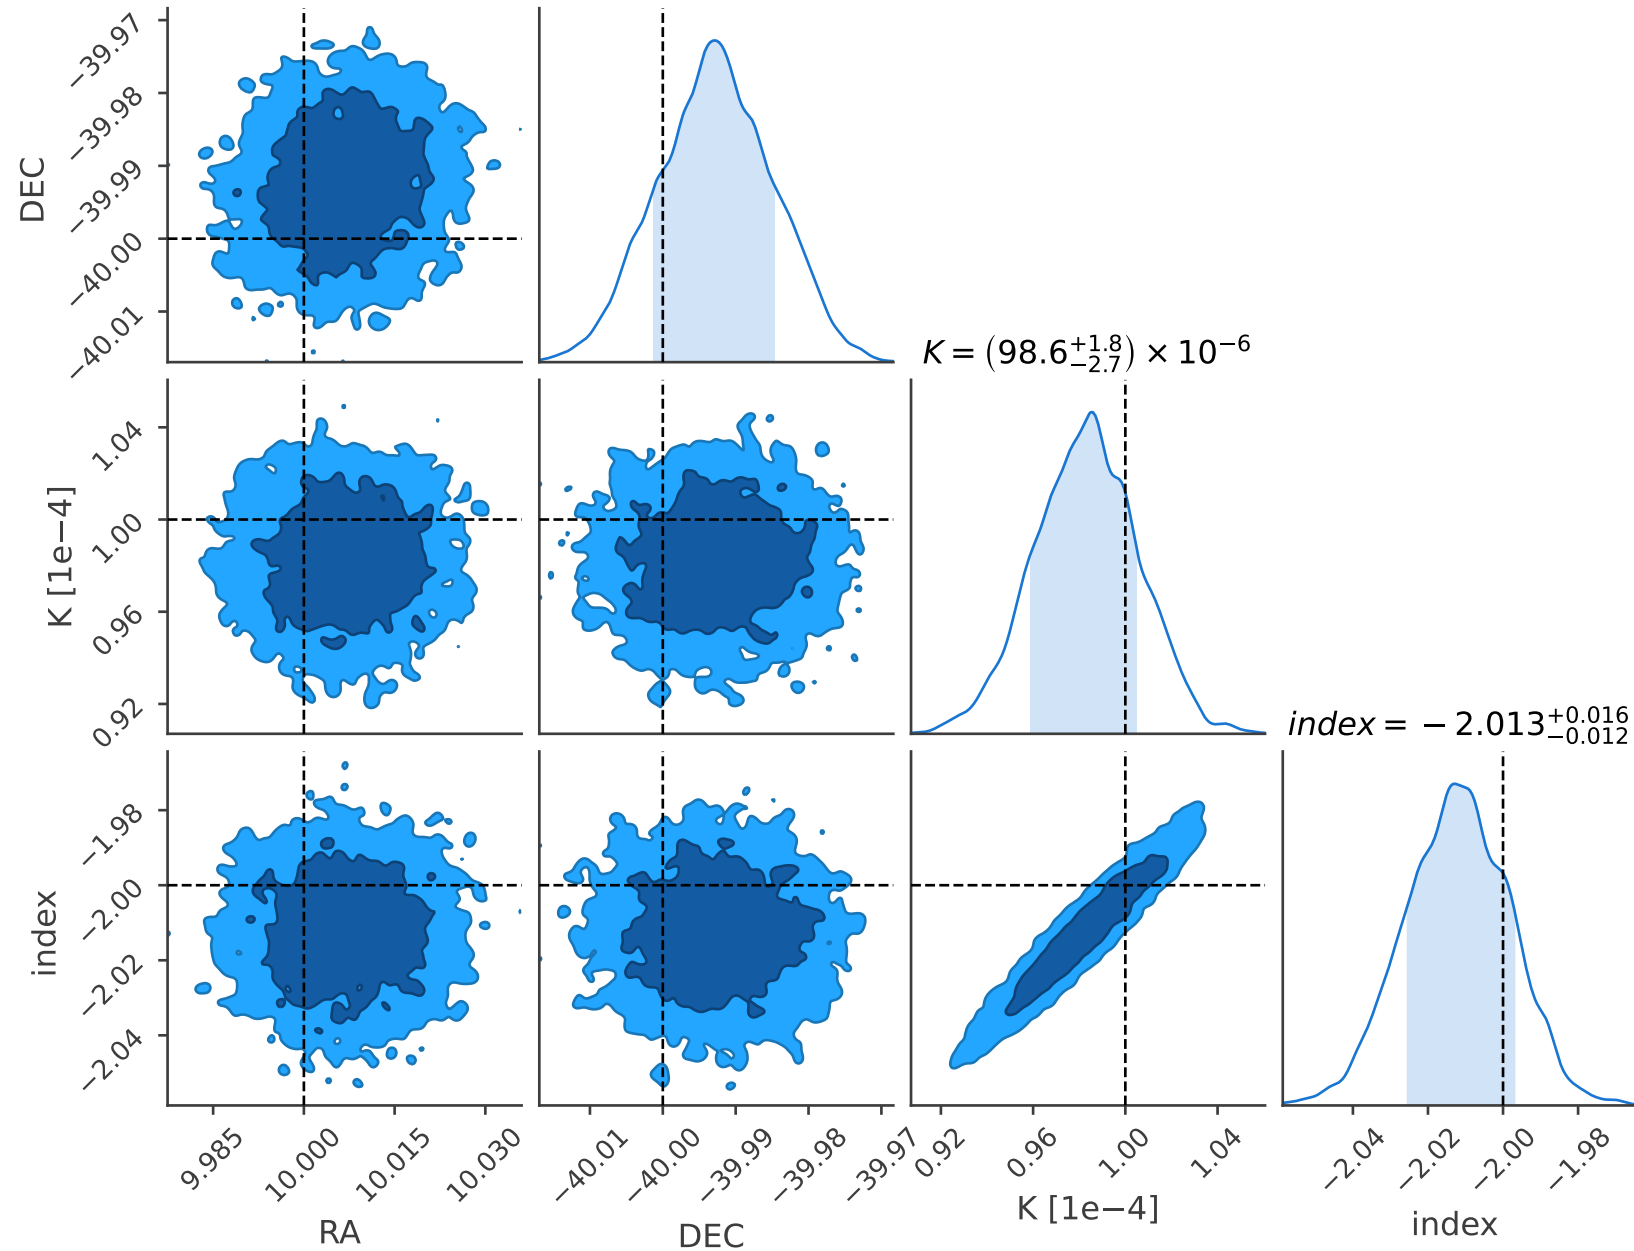 DEC
−39.97
−39.98
−39.99
−40.00
−40.01
K = (98.6 +1.8 −2.7) × 10−6
K [1e−4]
1.04
1.00
0.96
0.92
index = −2.013 +0.016 −0.012
index
−1.98
−2.00
−2.02
−2.04
9.985 10.000 10.015 10.030
−40.01 −40.00 −39.99 −39.98 −39.97
0.92 0.96 1.00 1.04
−2.04 −2.02 −2.00 −1.98
RA DEC K [1e−4] index